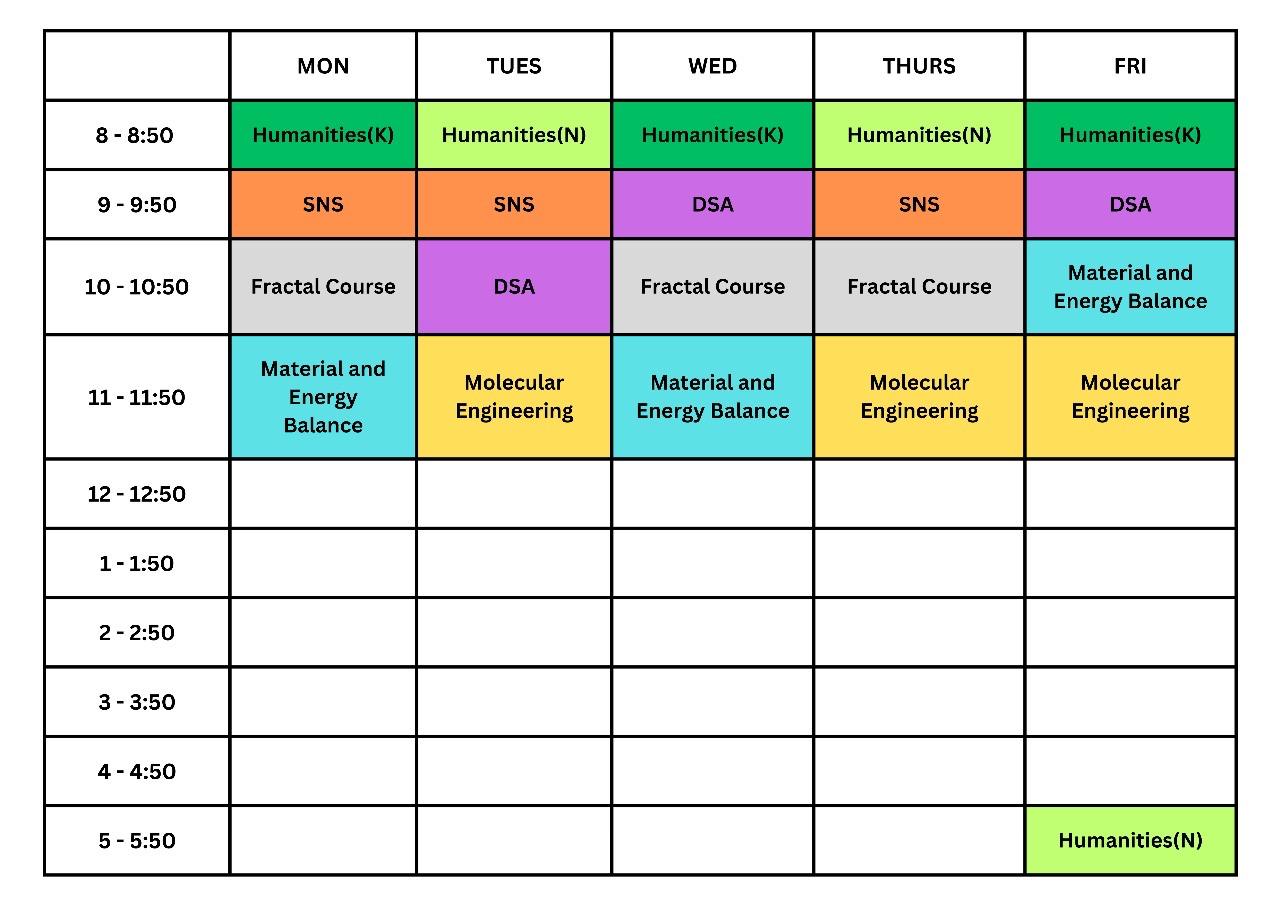 MON TUES WED THURS FRI
8 - 8:50 Humanities(K) Humanities(N) Humanities(K) Humanities(N) Humanities(K)
9 - 9:50 SNS SNS DSA SNS DSA
10 - 10:50 Fractal Course DSA Fractal Course Fractal Course Material and
Energy Balance
11 - 11:50 Material and
Energy
Balance Molecular
Engineering Material and
Energy Balance Molecular
Engineering Molecular
Engineering
12 - 12:50
1 - 1:50
2 - 2:50
3 - 3:50
4 - 4:50
5 - 5:50 Humanities(N)